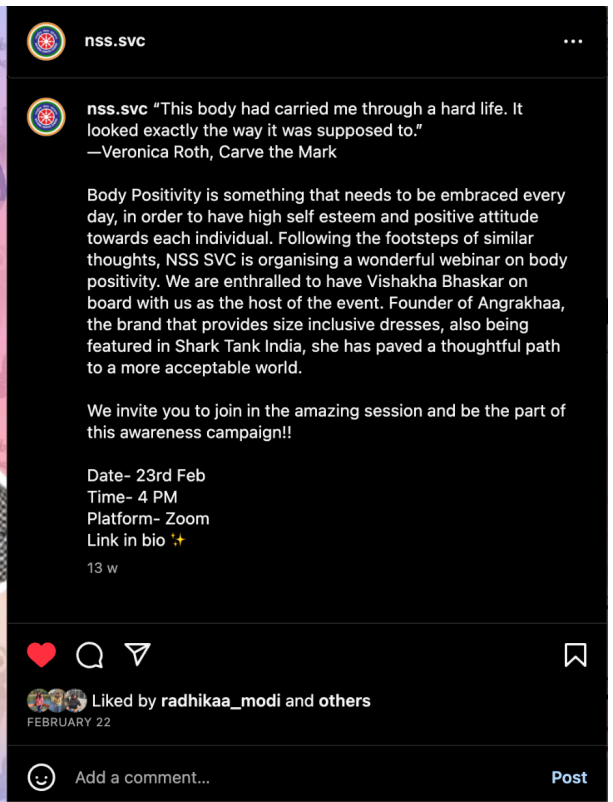 nss.svc
nss.svc “This body had carried me through a hard life. It
looked exactly the way it was supposed to.”
—Veronica Roth, Carve the Mark
Body Positivity is something that needs to be embraced every
day, in order to have high self esteem and positive attitude
towards each individual. Following the footsteps of similar
thoughts, NSS SVC is organising a wonderful webinar on body
positivity. We are enthralled to have Vishakha Bhaskar on
board with us as the host of the event. Founder of Angrakhaa,
the brand that provides size inclusive dresses, also being
featured in Shark Tank India, she has paved a thoughtful path
to a more acceptable world.
We invite you to join in the amazing session and be the part of
this awareness campaign!!
Date- 23rd Feb
Time- 4 PM
Platform- Zoom
Link in bio ✨
13 w
Liked by radhikaa_modi and others
FEBRUARY 22
Add a comment...
Post